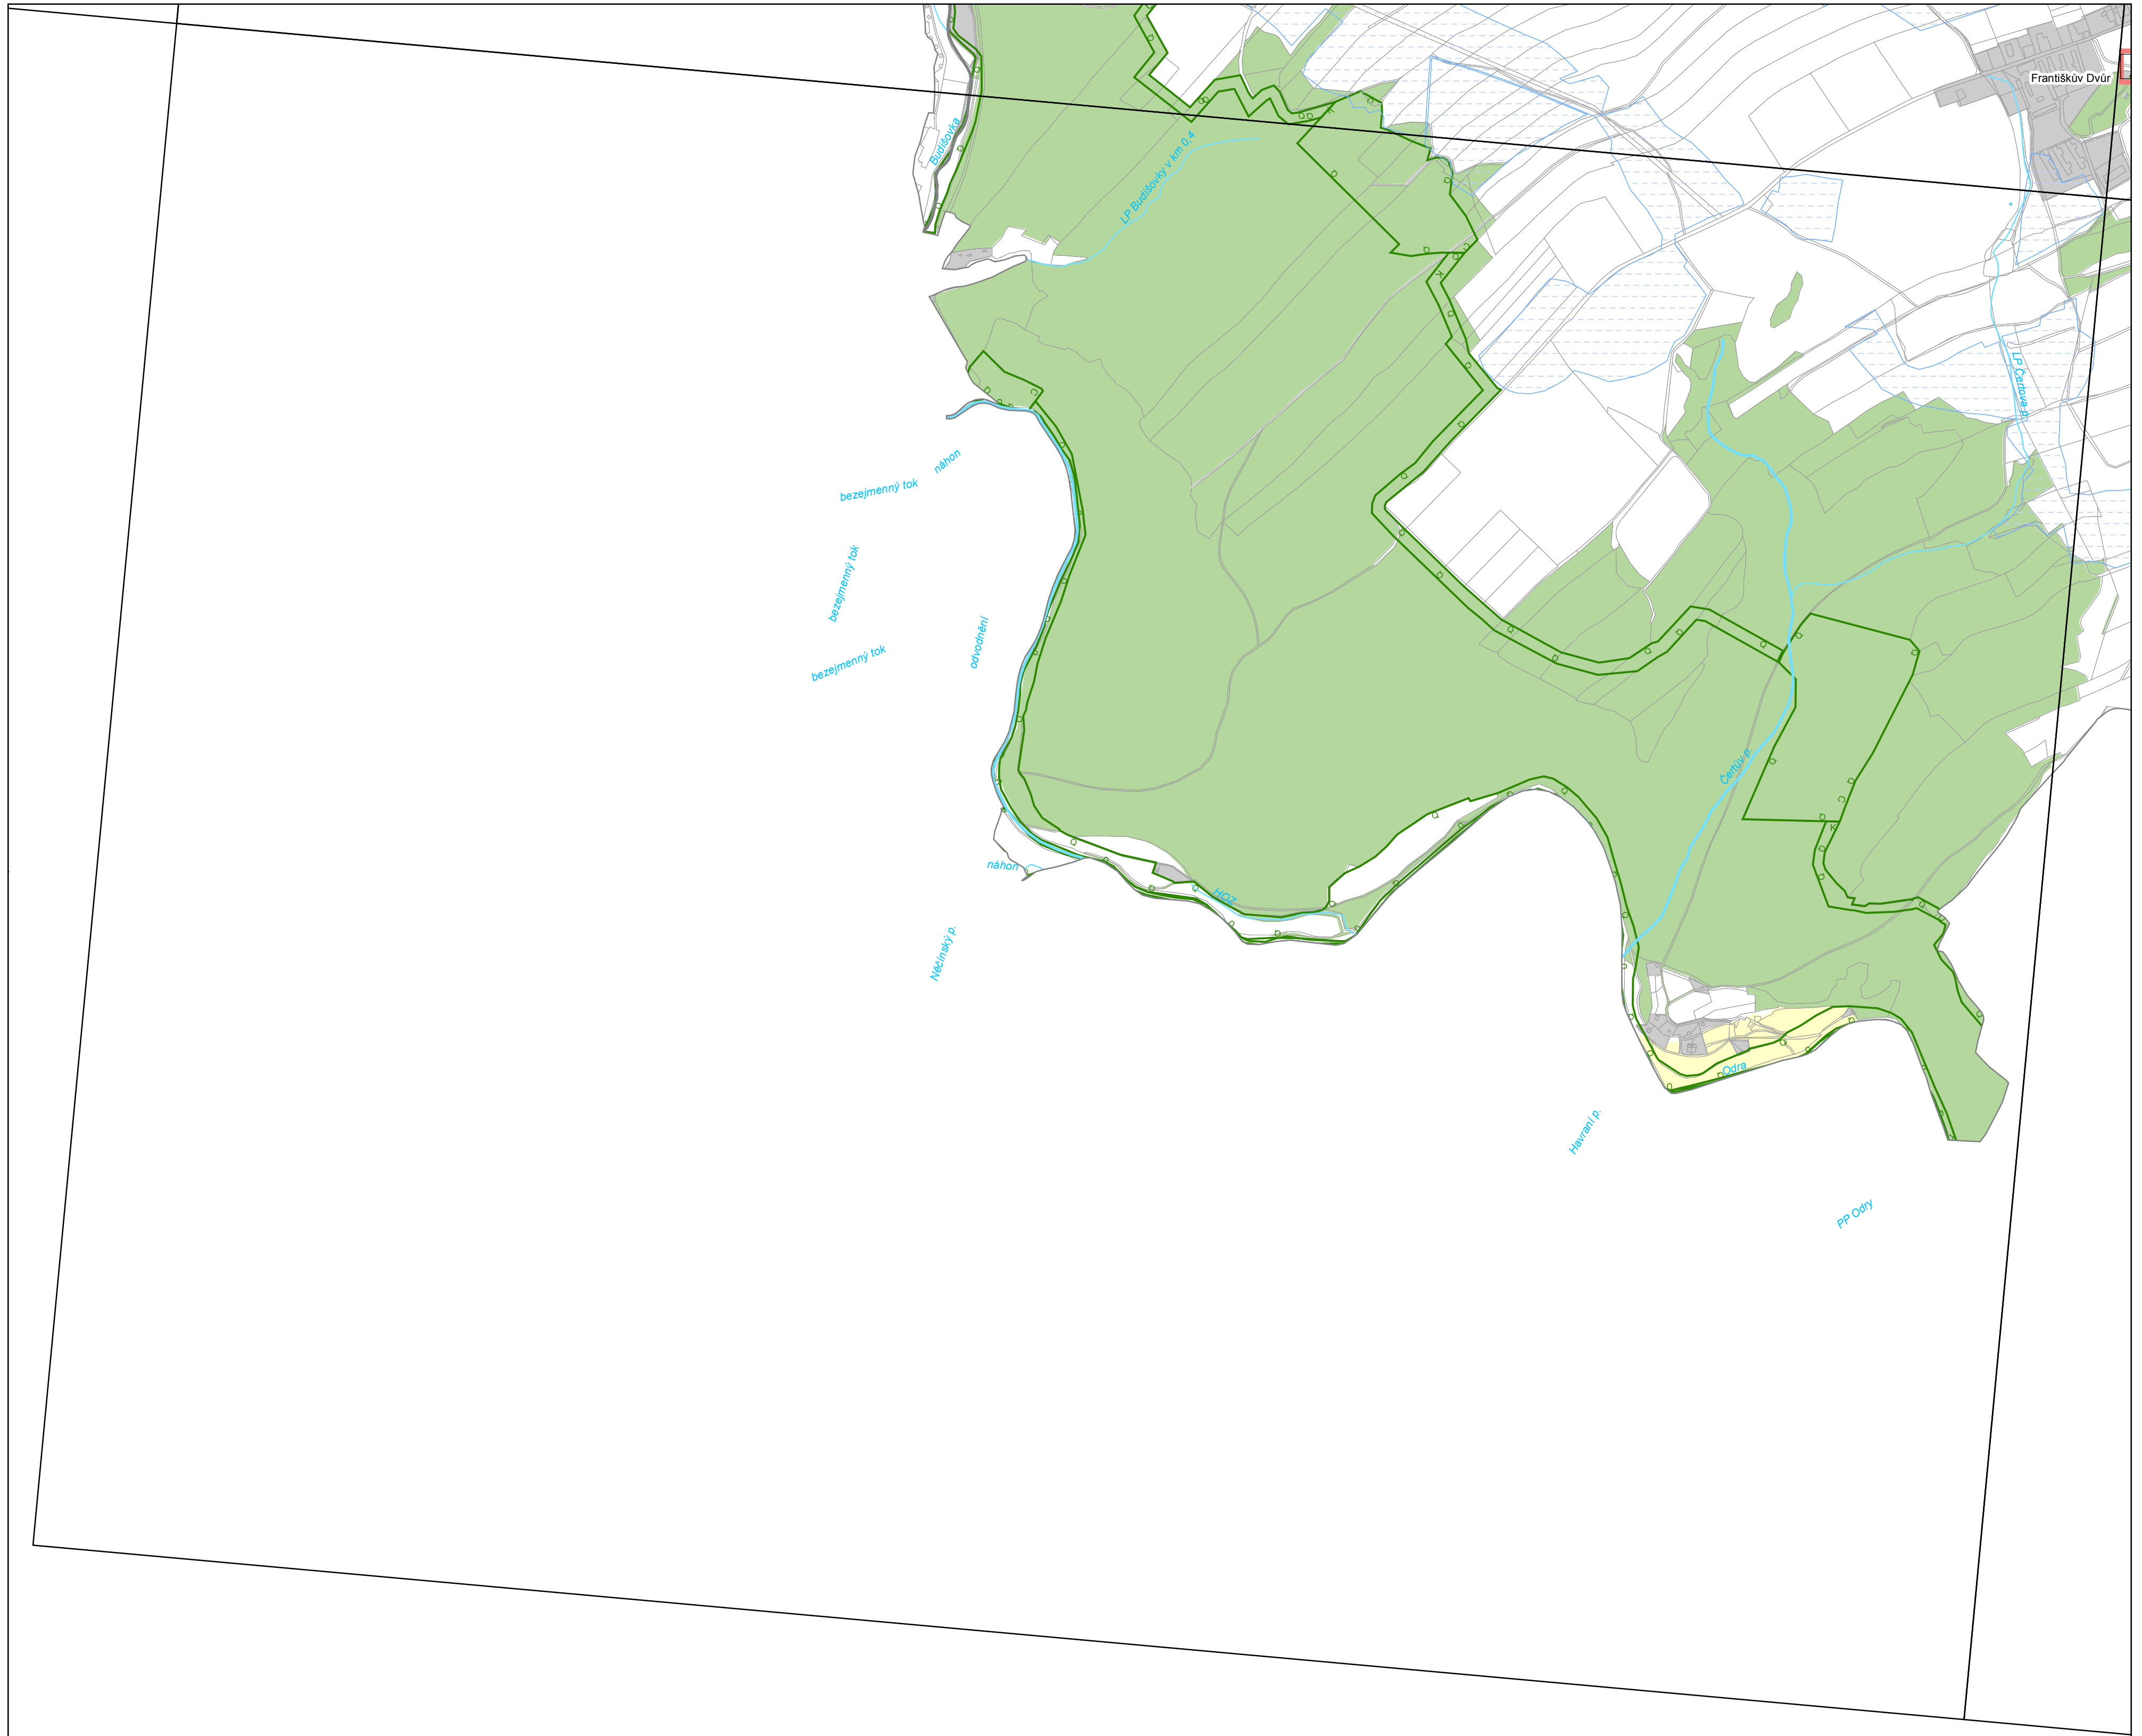 Františkův Dvůr
Budišovka
LP Budišovky v km 0,4
LP Čertova p.
náhon
bezejmenný tok
bezejmenný tok
odvodnění
bezejmenný tok
Čertův p.
náhon
HOZ
Něčínský p.
Odra
Havraní p.
PP Odry
K
K
K